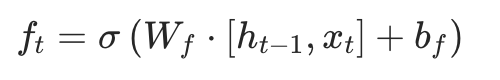 f_t = σ (W_f · [h_{t−1}, x_t] + b_f)